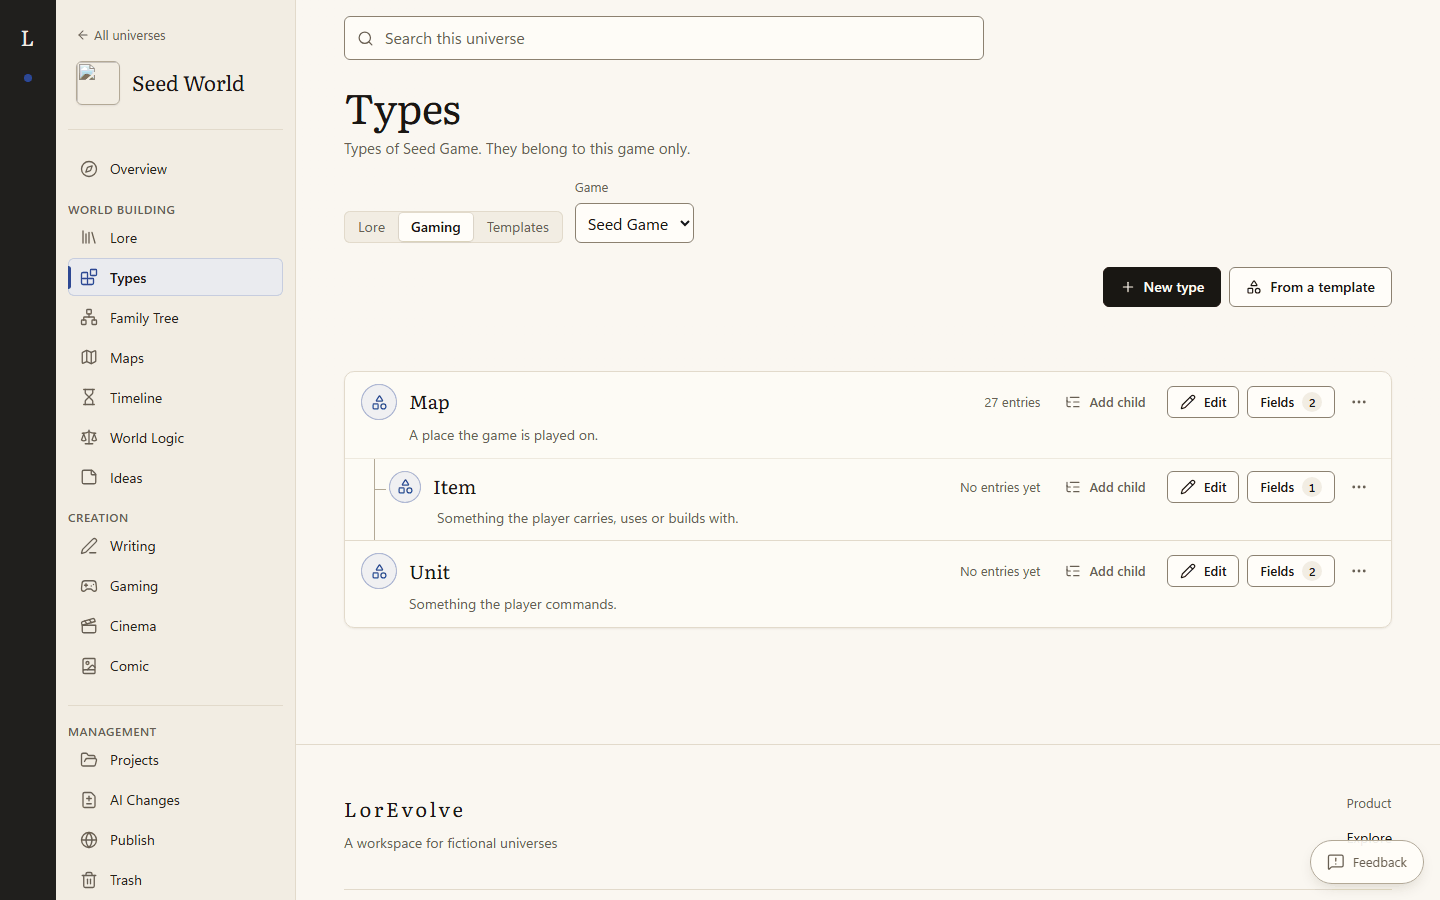 L
All universes
Seed World
Overview
WORLD BUILDING
Lore
Types
Family Tree
Maps
Timeline
World Logic
Ideas
CREATION
Writing
Gaming
Cinema
Comic
MANAGEMENT
Projects
AI Changes
Publish
Trash
Search this universe
Types
Types of Seed Game. They belong to this game only.
Game
Lore Gaming Templates Seed Game
New type From a template
Map 27 entries Add child Edit Fields 2
A place the game is played on.
Item No entries yet Add child Edit Fields 1
Something the player carries, uses or builds with.
Unit No entries yet Add child Edit Fields 2
Something the player commands.
LorEvolve
A workspace for fictional universes
Product
Explore
Feedback